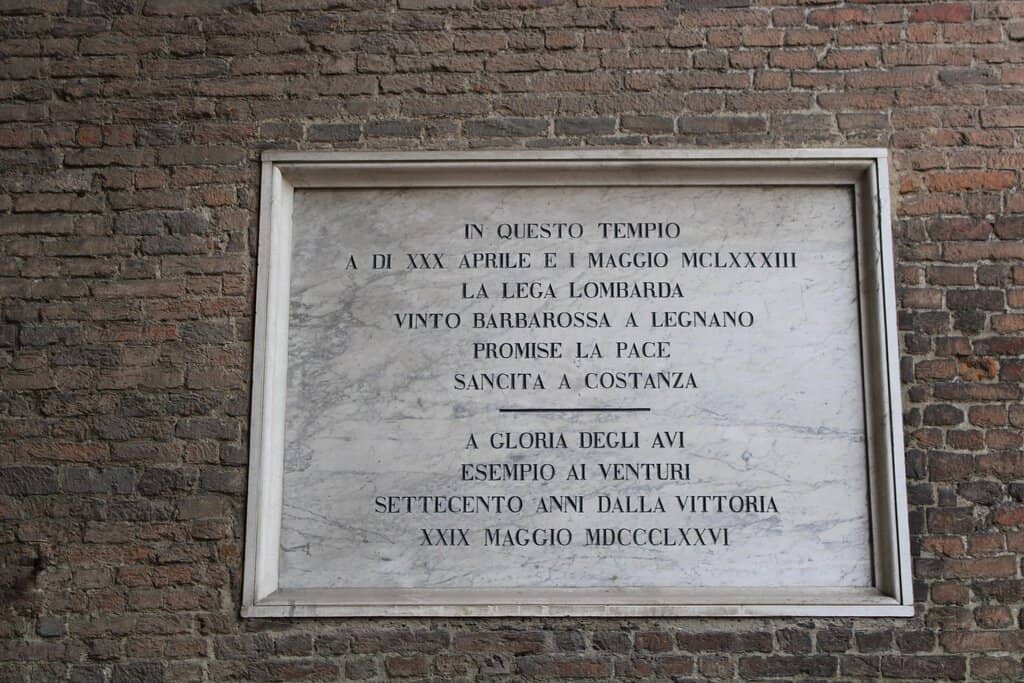 IN QUESTO TEMPIO
A DI XXX APRILE E I MAGGIO MCLXXXIII
LA LEGA LOMBARDA
VINTO BARBAROSSA A LEGNANO
PROMISE LA PACE
SANCITA A COSTANZA
A GLORIA DEGLI AVI
ESEMPIO AI VENTURI
SETTECENTO ANNI DALLA VITTORIA
XXIX MAGGIO MDCCCLXXVI